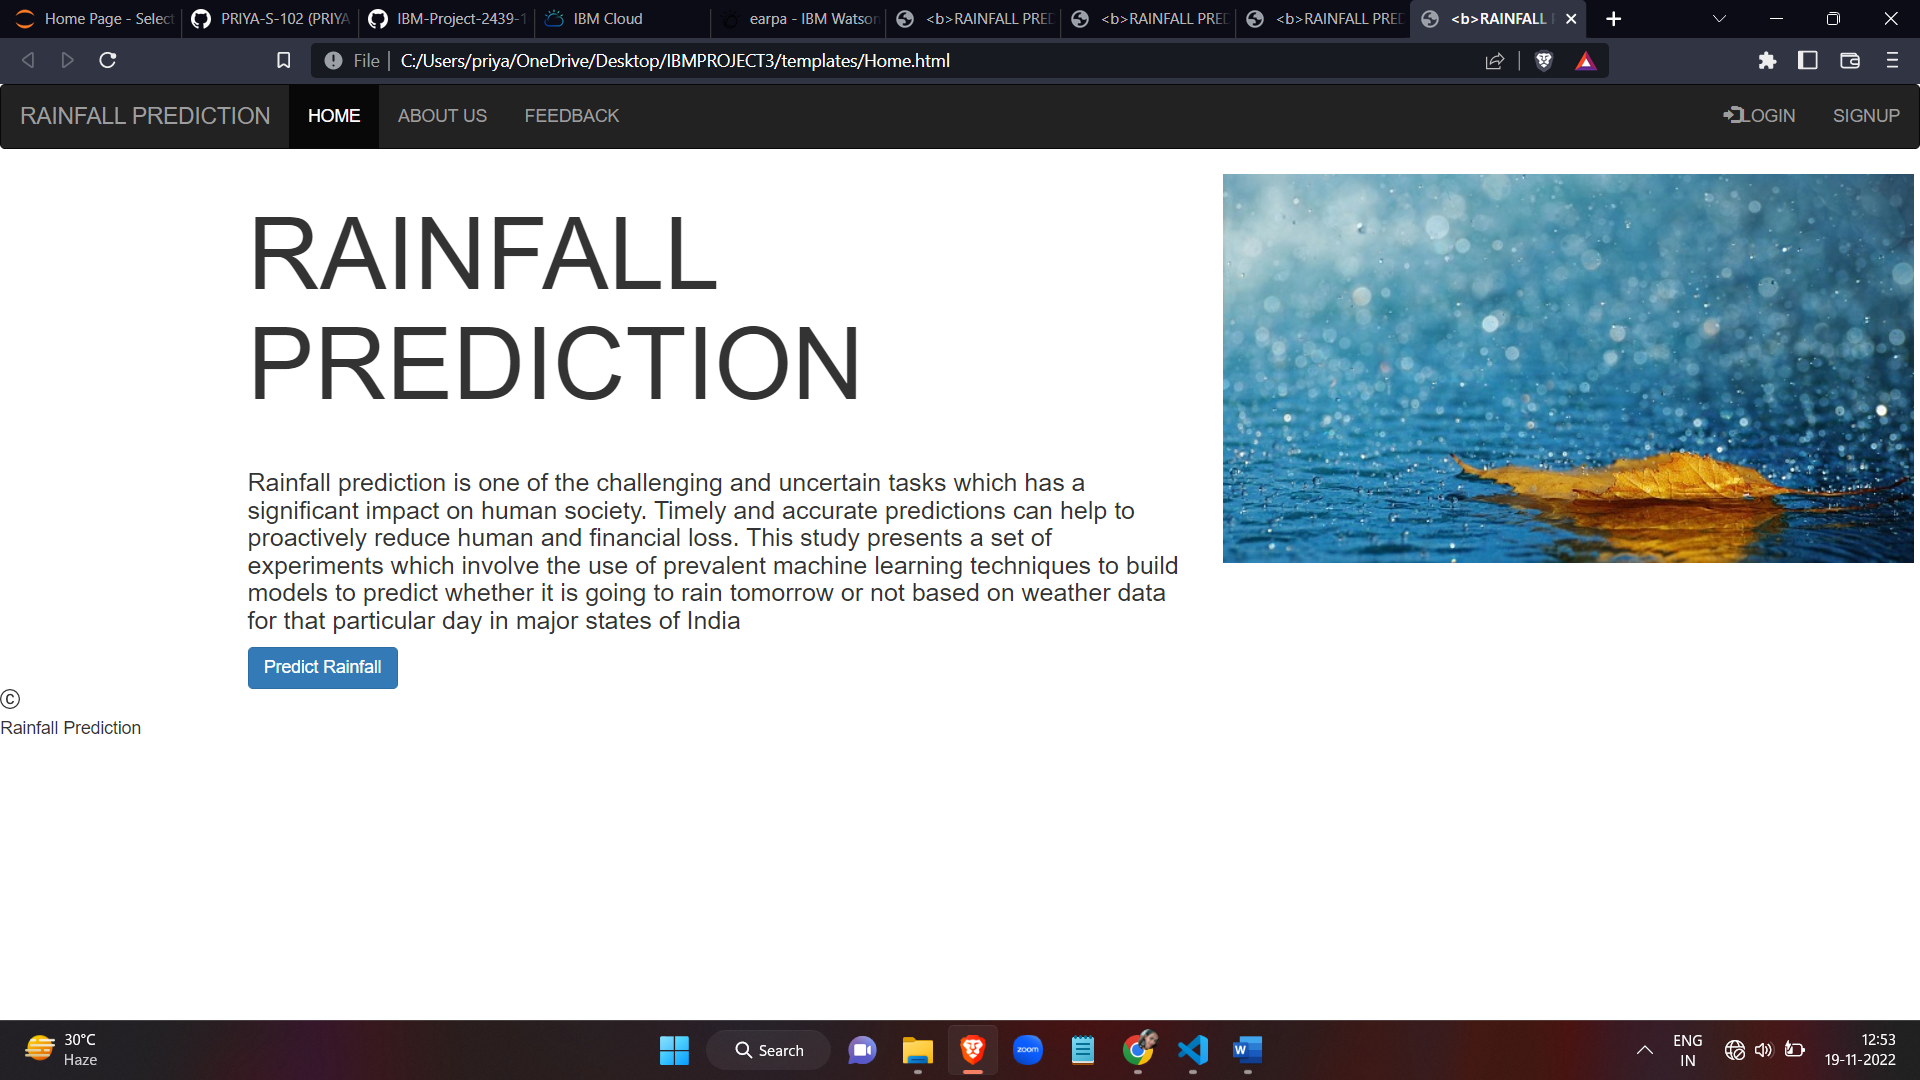 Home Page - Select
PRIYA-S-102 (PRIYA
IBM-Project-2439-1
IBM Cloud
earpa - IBM Watson
<b>RAINFALL PRED
<b>RAINFALL PRED
<b>RAINFALL PRED
<b>RAINFALL
File
C:/Users/priya/OneDrive/Desktop/IBMPROJECT3/templates/Home.html
RAINFALL PREDICTION
HOME
ABOUT US
FEEDBACK
LOGIN
SIGNUP
RAINFALL
PREDICTION
Rainfall prediction is one of the challenging and uncertain tasks which has a
significant impact on human society. Timely and accurate predictions can help to
proactively reduce human and financial loss. This study presents a set of
experiments which involve the use of prevalent machine learning techniques to build
models to predict whether it is going to rain tomorrow or not based on weather data
for that particular day in major states of India
Predict Rainfall
©
Rainfall Prediction
30°C
Haze
Search
zoom
W
ENG
IN
12:53
19-11-2022